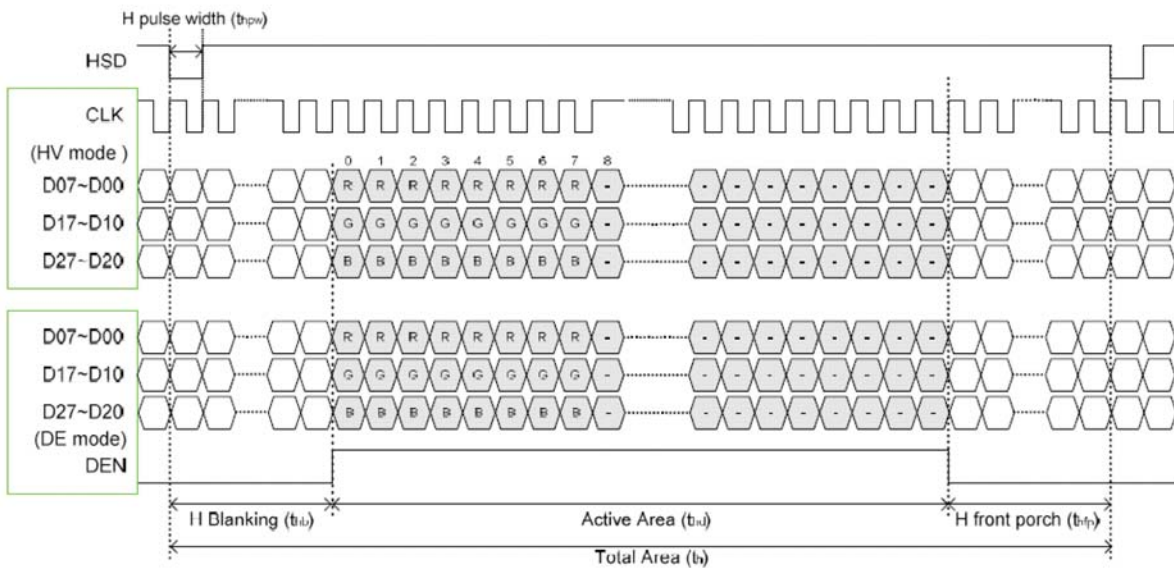 H pulse width (thpw)
HSD
CLK
(HV mode )
0 1 2 3 4 5 6 7 8
D07~D00 R R R R R R R R - - - - - - - - -
D17~D10 G G G G G G G G - - - - - - - - -
D27~D20 B B B B B B B B - - - - - - - - -
D07~D00 R R R R R R R R - - - - - - - - -
D17~D10 G G G G G G G G - - - - - - - - -
D27~D20 B B B B B B B B - - - - - - - - -
(DE mode)
DEN
H Blanking (thb) Active Area (thd) H front porch (thfp)
Total Area (th)